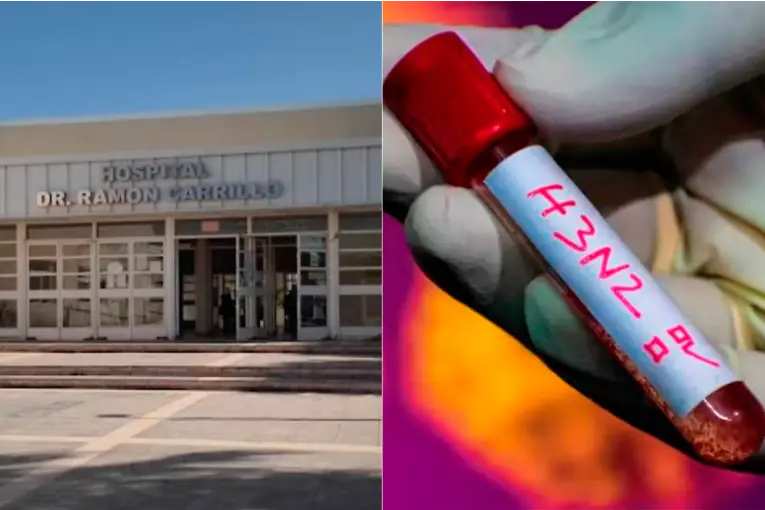 HOSPITAL
DR. RAMON CARRILLO
H3N2